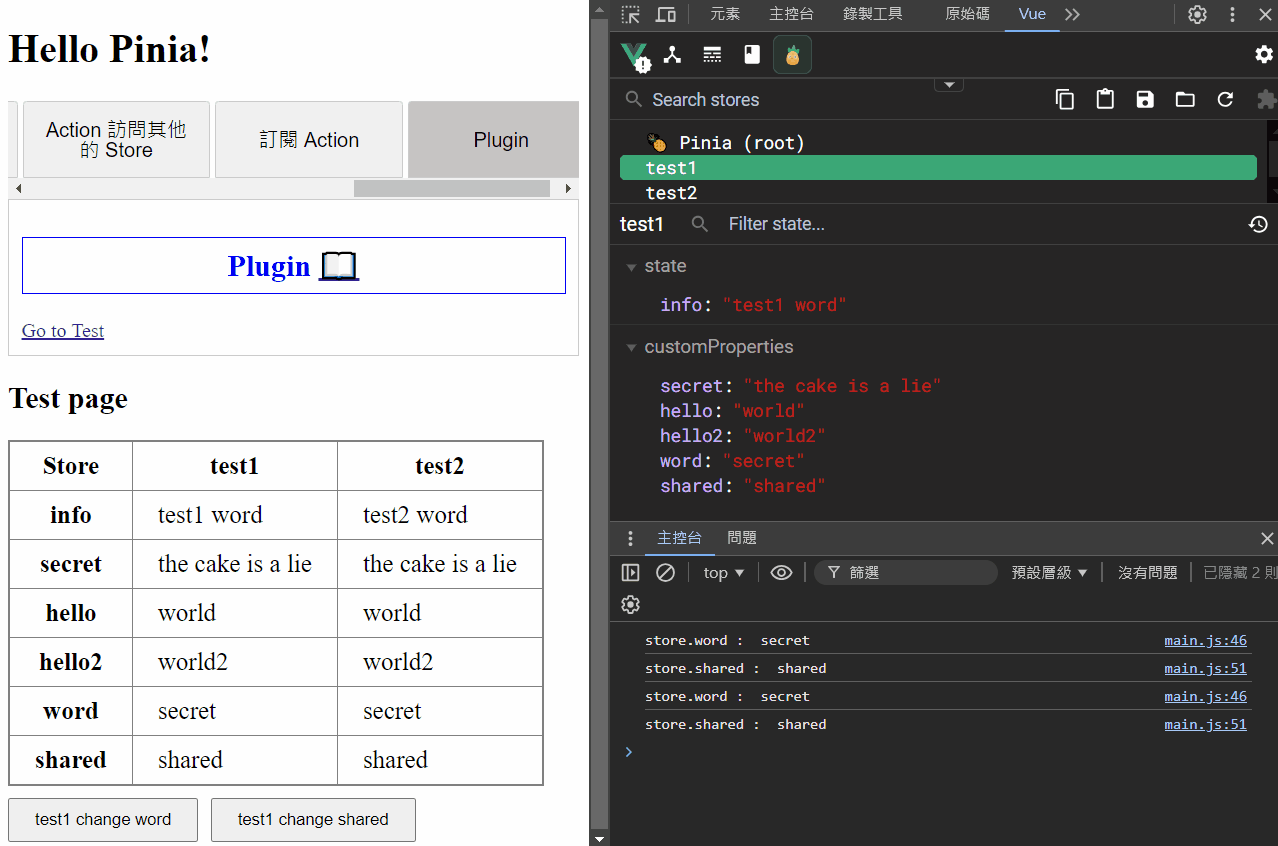 Hello Pinia!
Action 訪問其他
的 Store
訂閱 Action
Plugin
Plugin
Go to Test
Test page
Store test1 test2
info test1 word test2 word
secret the cake is a lie the cake is a lie
hello world world
hello2 world2 world2
word secret secret
shared shared shared
test1 change word test1 change shared
元素 主控台 錄製工具 原始碼 Vue
Search stores
Pinia (root)
test1
test2
test1 Filter state...
state
info: "test1 word"
customProperties
secret: "the cake is a lie"
hello: "world"
hello2: "world2"
word: "secret"
shared: "shared"
主控台 問題
top 篩選 預設層級 沒有問題 已隱藏 2 則
store.word : secret main.js:46
store.shared : shared main.js:51
store.word : secret main.js:46
store.shared : shared main.js:51